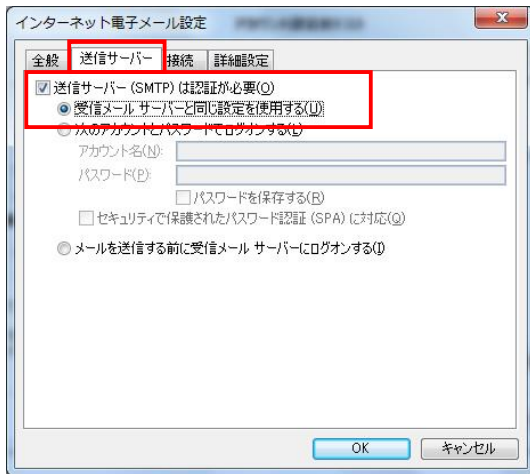 インターネット電子メール設定
全般 送信サーバー 接続 詳細設定
送信サーバー (SMTP) は認証が必要(O)
受信メール サーバーと同じ設定を使用する(U)
次のアカウントとパスワードでログオンする(L)
アカウント名(N):
パスワード(P):
パスワードを保存する(R)
セキュリティで保護されたパスワード認証 (SPA) に対応(Q)
メールを送信する前に受信メール サーバーにログオンする(I)
OK キャンセル